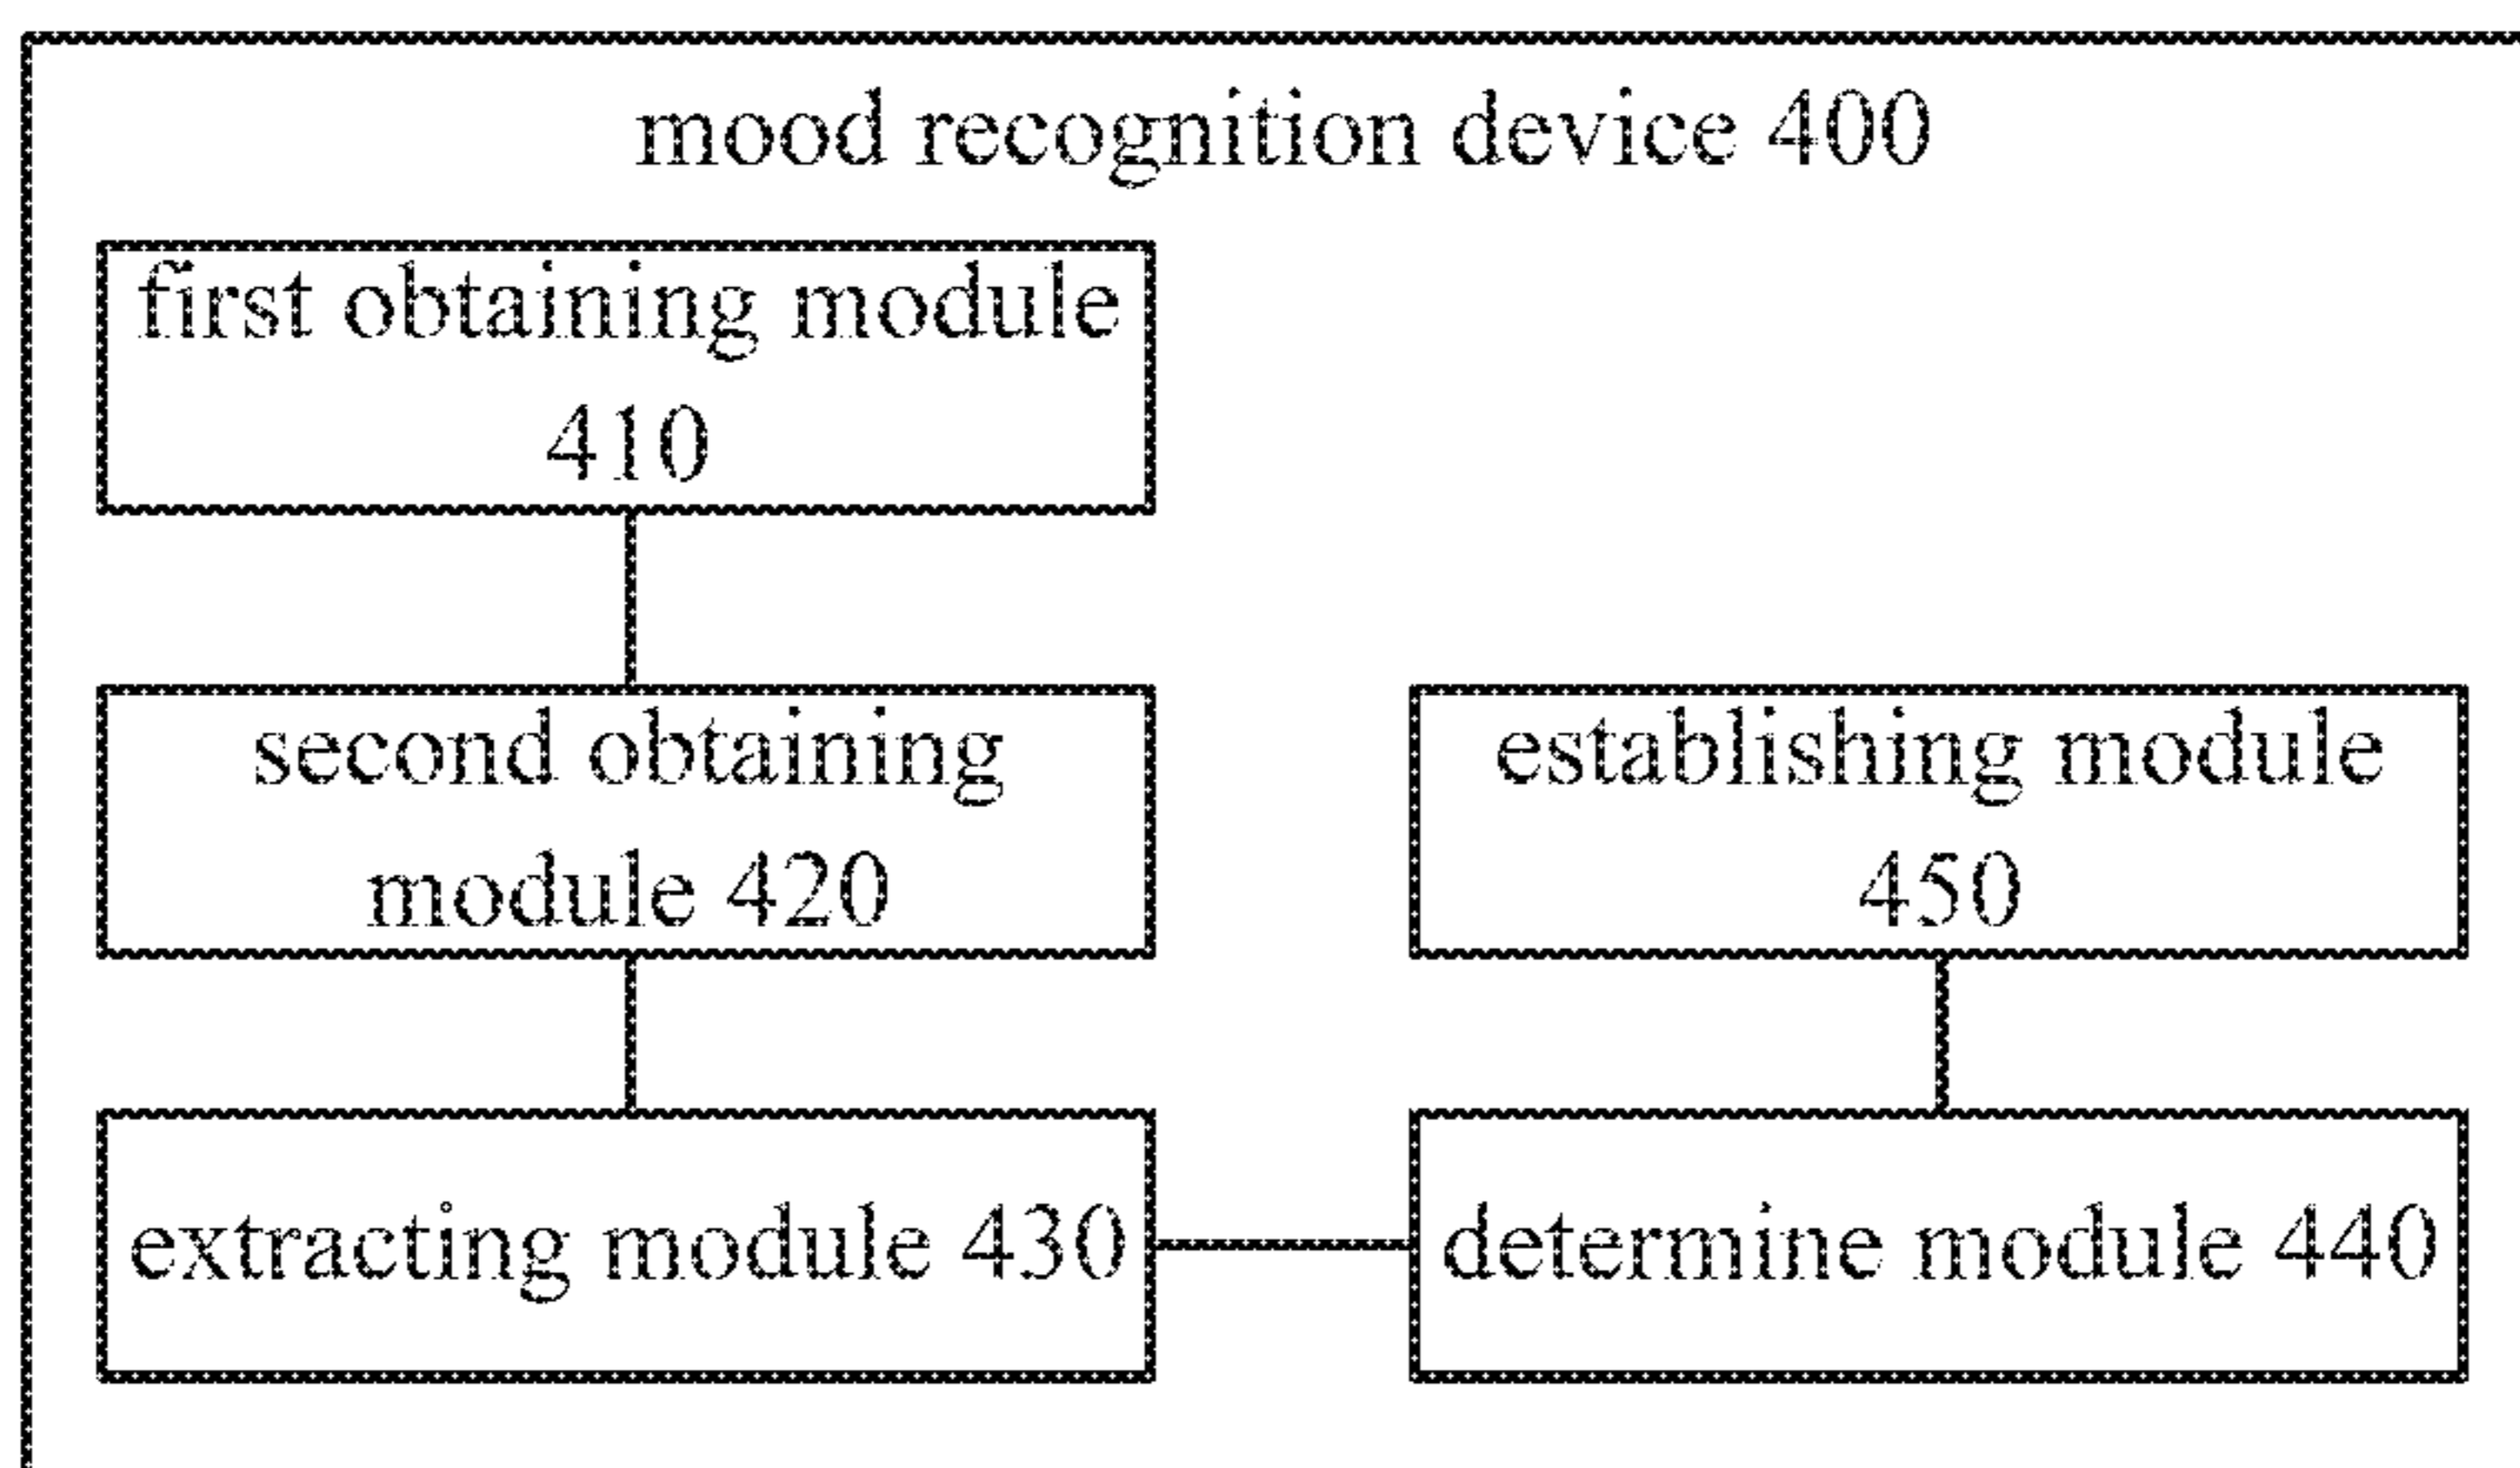 mood recognition device 400
first obtaining module
410
second obtaining
module 420
establishing module
450
extracting module 430
determine module 440